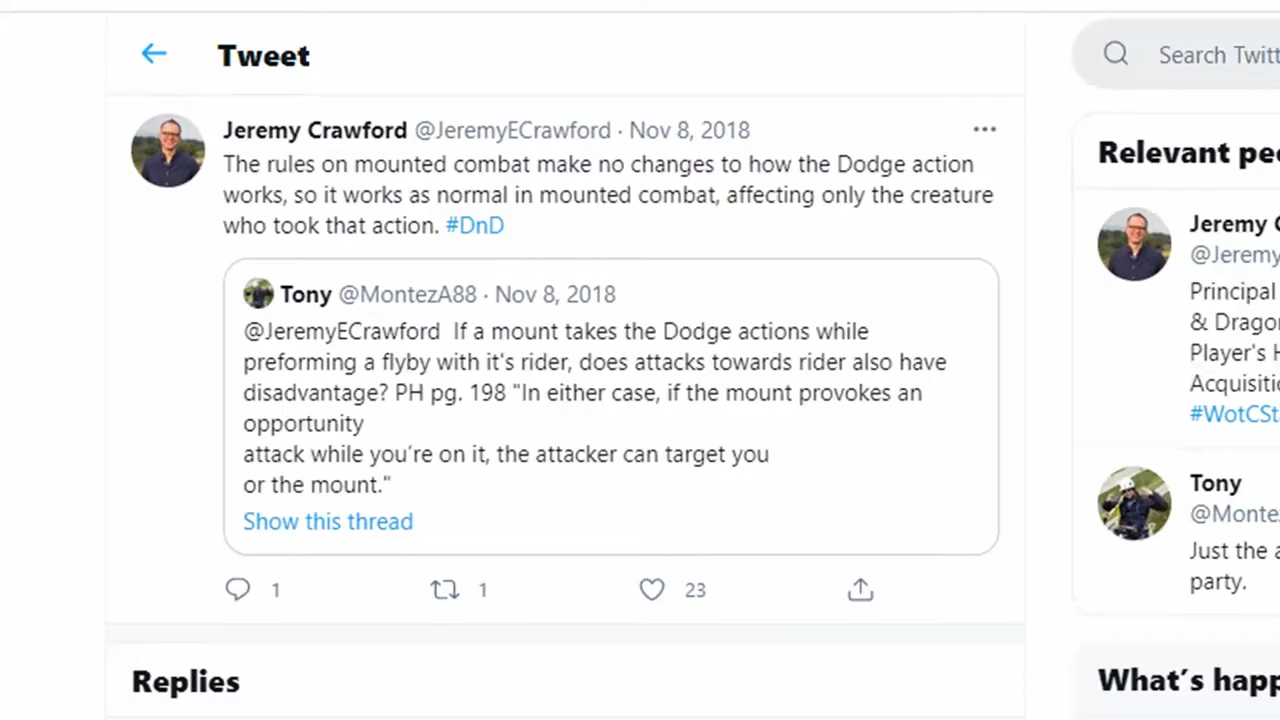 Tweet
Jeremy Crawford @JeremyECrawford · Nov 8, 2018
The rules on mounted combat make no changes to how the Dodge action
works, so it works as normal in mounted combat, affecting only the creature
who took that action. #DnD
Tony @MontezA88 · Nov 8, 2018
@JeremyECrawford If a mount takes the Dodge actions while
preforming a flyby with it's rider, does attacks towards rider also have
disadvantage? PH pg. 198 "In either case, if the mount provokes an
opportunity
attack while you’re on it, the attacker can target you
or the mount."
Show this thread
1 1 23
Replies
Search Twitt
Relevant peo
Jeremy C
@Jeremy
Principal
& Dragon
Player's H
Acquisitio
#WotCSta
Tony
@Montez
Just the a
party.
What’s happ